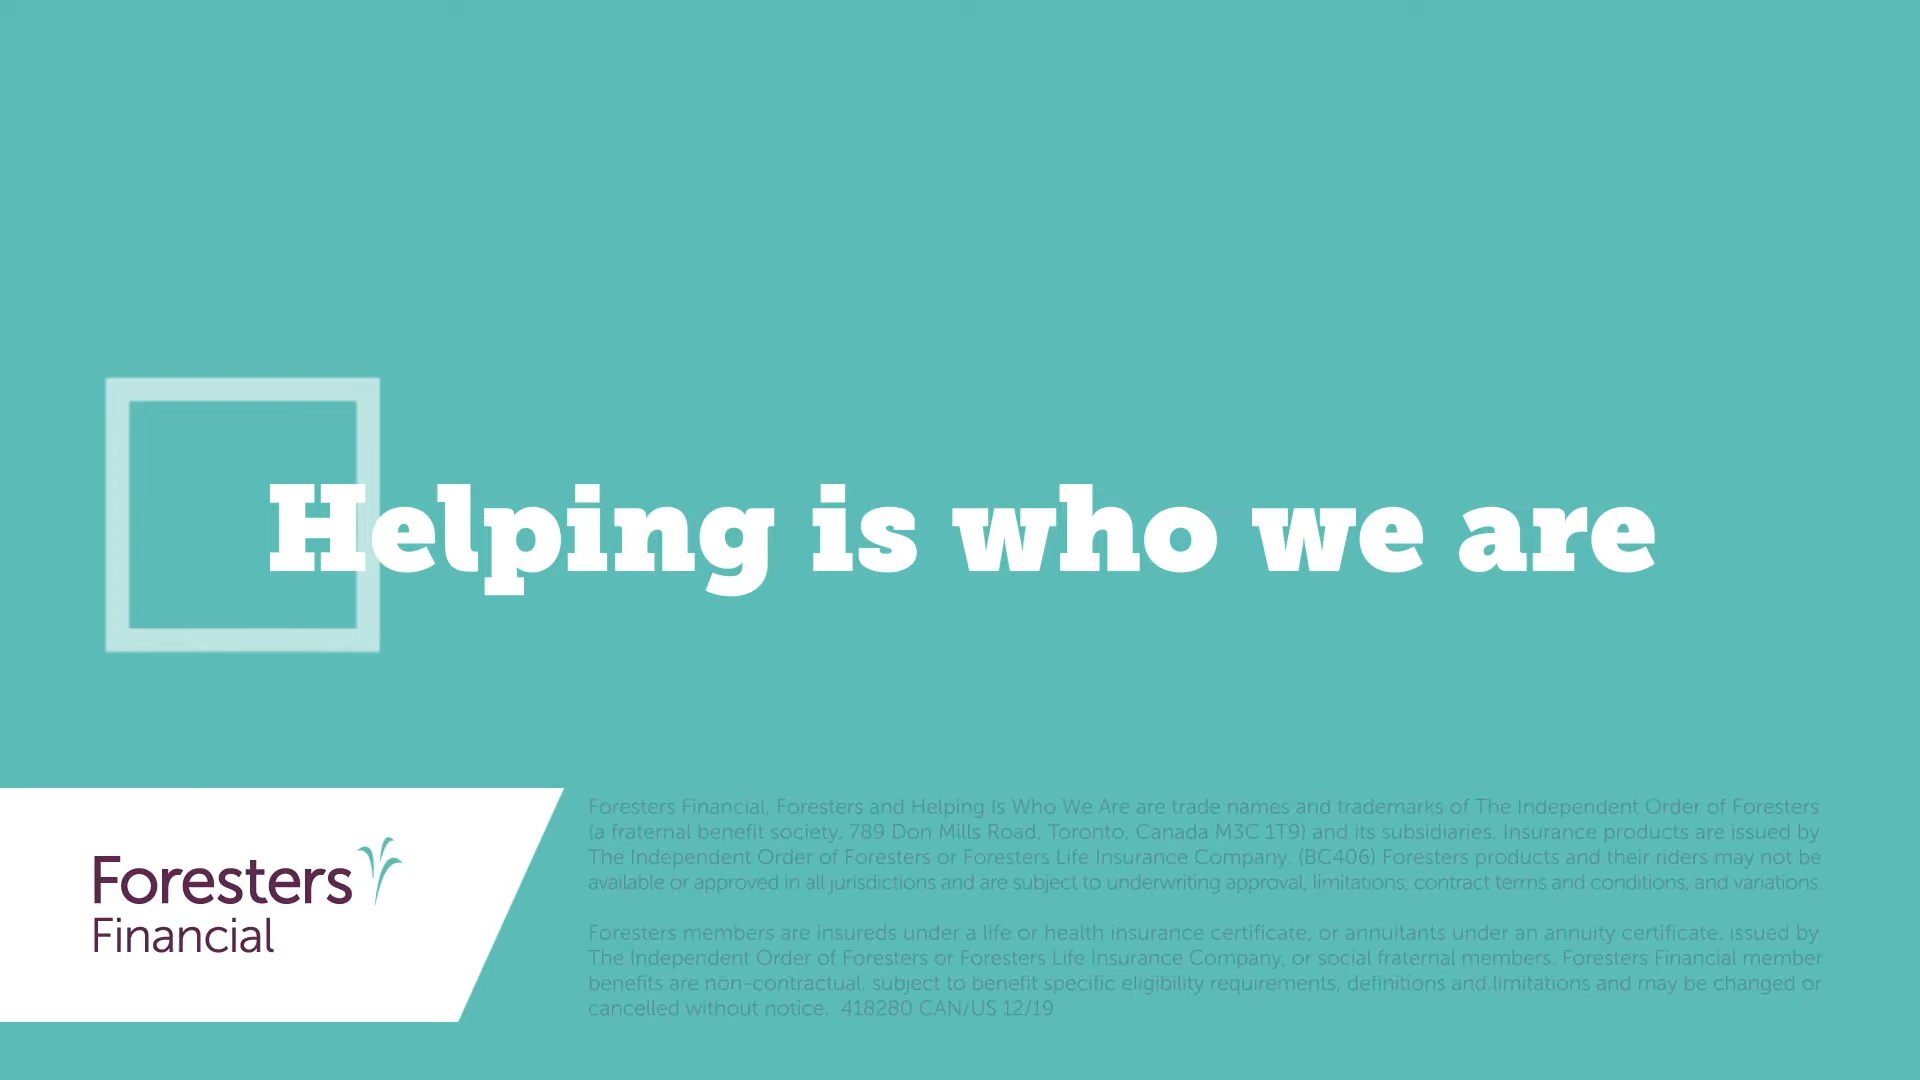 Helping is who we are
Foresters
Financial
Foresters Financial, Foresters and Helping Is Who We Are are trade names and trademarks of The Independent Order of Foresters
(a fraternal benefit society, 789 Don Mills Road, Toronto, Canada M3C 1T9) and its subsidiaries. Insurance products are issued by
The Independent Order of Foresters or Foresters Life Insurance Company. (BC406) Foresters products and their riders may not be
available or approved in all jurisdictions and are subject to underwriting approval, limitations, contract terms and conditions, and variations.
Foresters members are insureds under a life or health insurance certificate, or annuitants under an annuity certificate, issued by
The Independent Order of Foresters or Foresters Life Insurance Company, or social fraternal members. Foresters Financial member
benefits are non-contractual, subject to benefit specific eligibility requirements, definitions and limitations and may be changed or
cancelled without notice. 418280 CAN/US 12/19